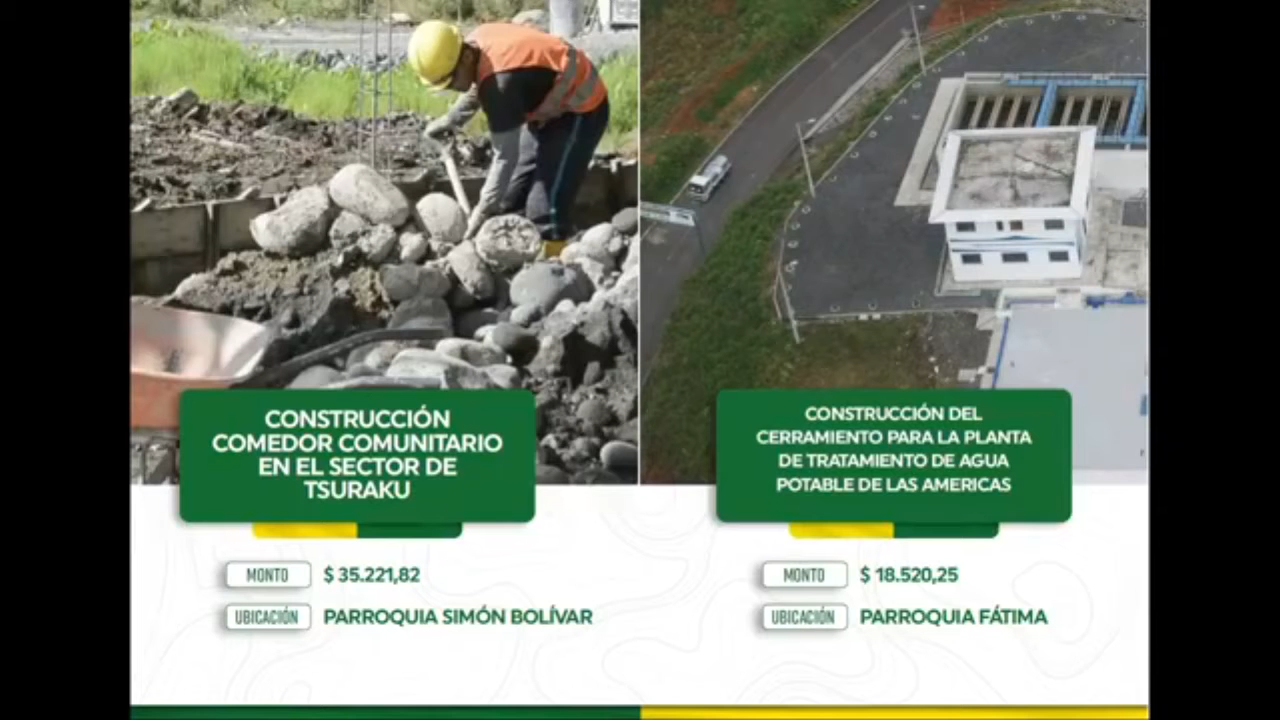 CONSTRUCCIÓN
COMEDOR COMUNITARIO
EN EL SECTOR DE
TSURAKU
MONTO $ 35.221,82
UBICACIÓN PARROQUIA SIMÓN BOLÍVAR
CONSTRUCCIÓN DEL
CERRAMIENTO PARA LA PLANTA
DE TRATAMIENTO DE AGUA
POTABLE DE LAS AMERICAS
MONTO $ 18.520,25
UBICACIÓN PARROQUIA FÁTIMA